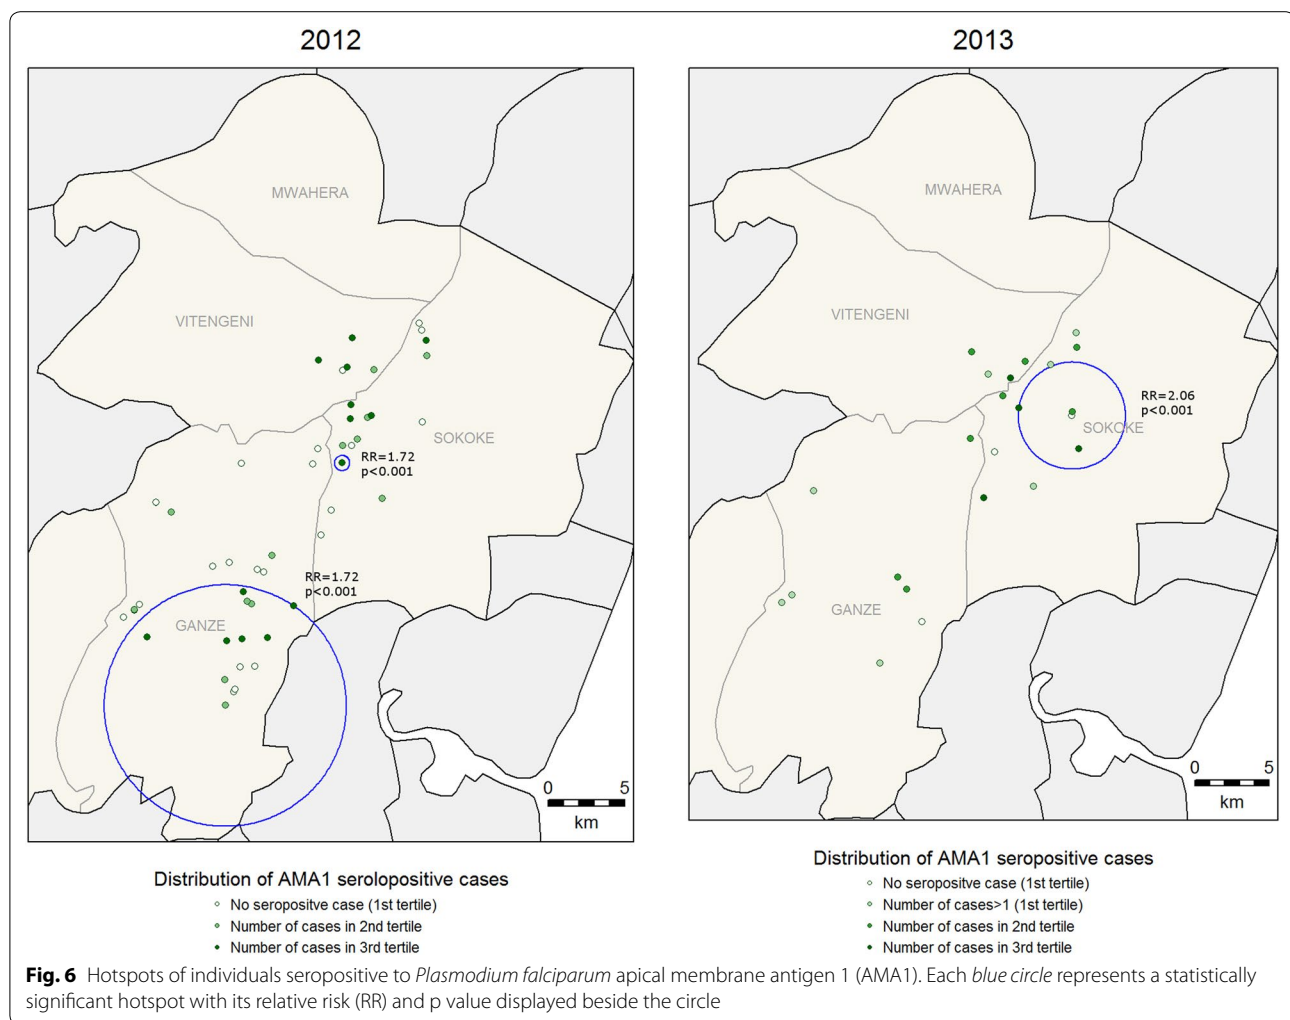 2012
MWAHERA
VITENGENI
SOKOKE
RR=1.72
p<0.001
RR=1.72
p<0.001
GANZE
0 5
km
Distribution of AMA1 serolopositive cases
No seropositve case (1st tertile)
Number of cases in 2nd tertile
Number of cases in 3rd tertile
2013
MWAHERA
VITENGENI
RR=2.06
p<0.001
SOKOKE
GANZE
0 5
km
Distribution of AMA1 seropositive cases
No seropositve case (1st tertile)
Number of cases>1 (1st tertile)
Number of cases in 2nd tertile
Number of cases in 3rd tertile
Fig. 6 Hotspots of individuals seropositive to Plasmodium falciparum apical membrane antigen 1 (AMA1). Each blue circle represents a statistically
significant hotspot with its relative risk (RR) and p value displayed beside the circle